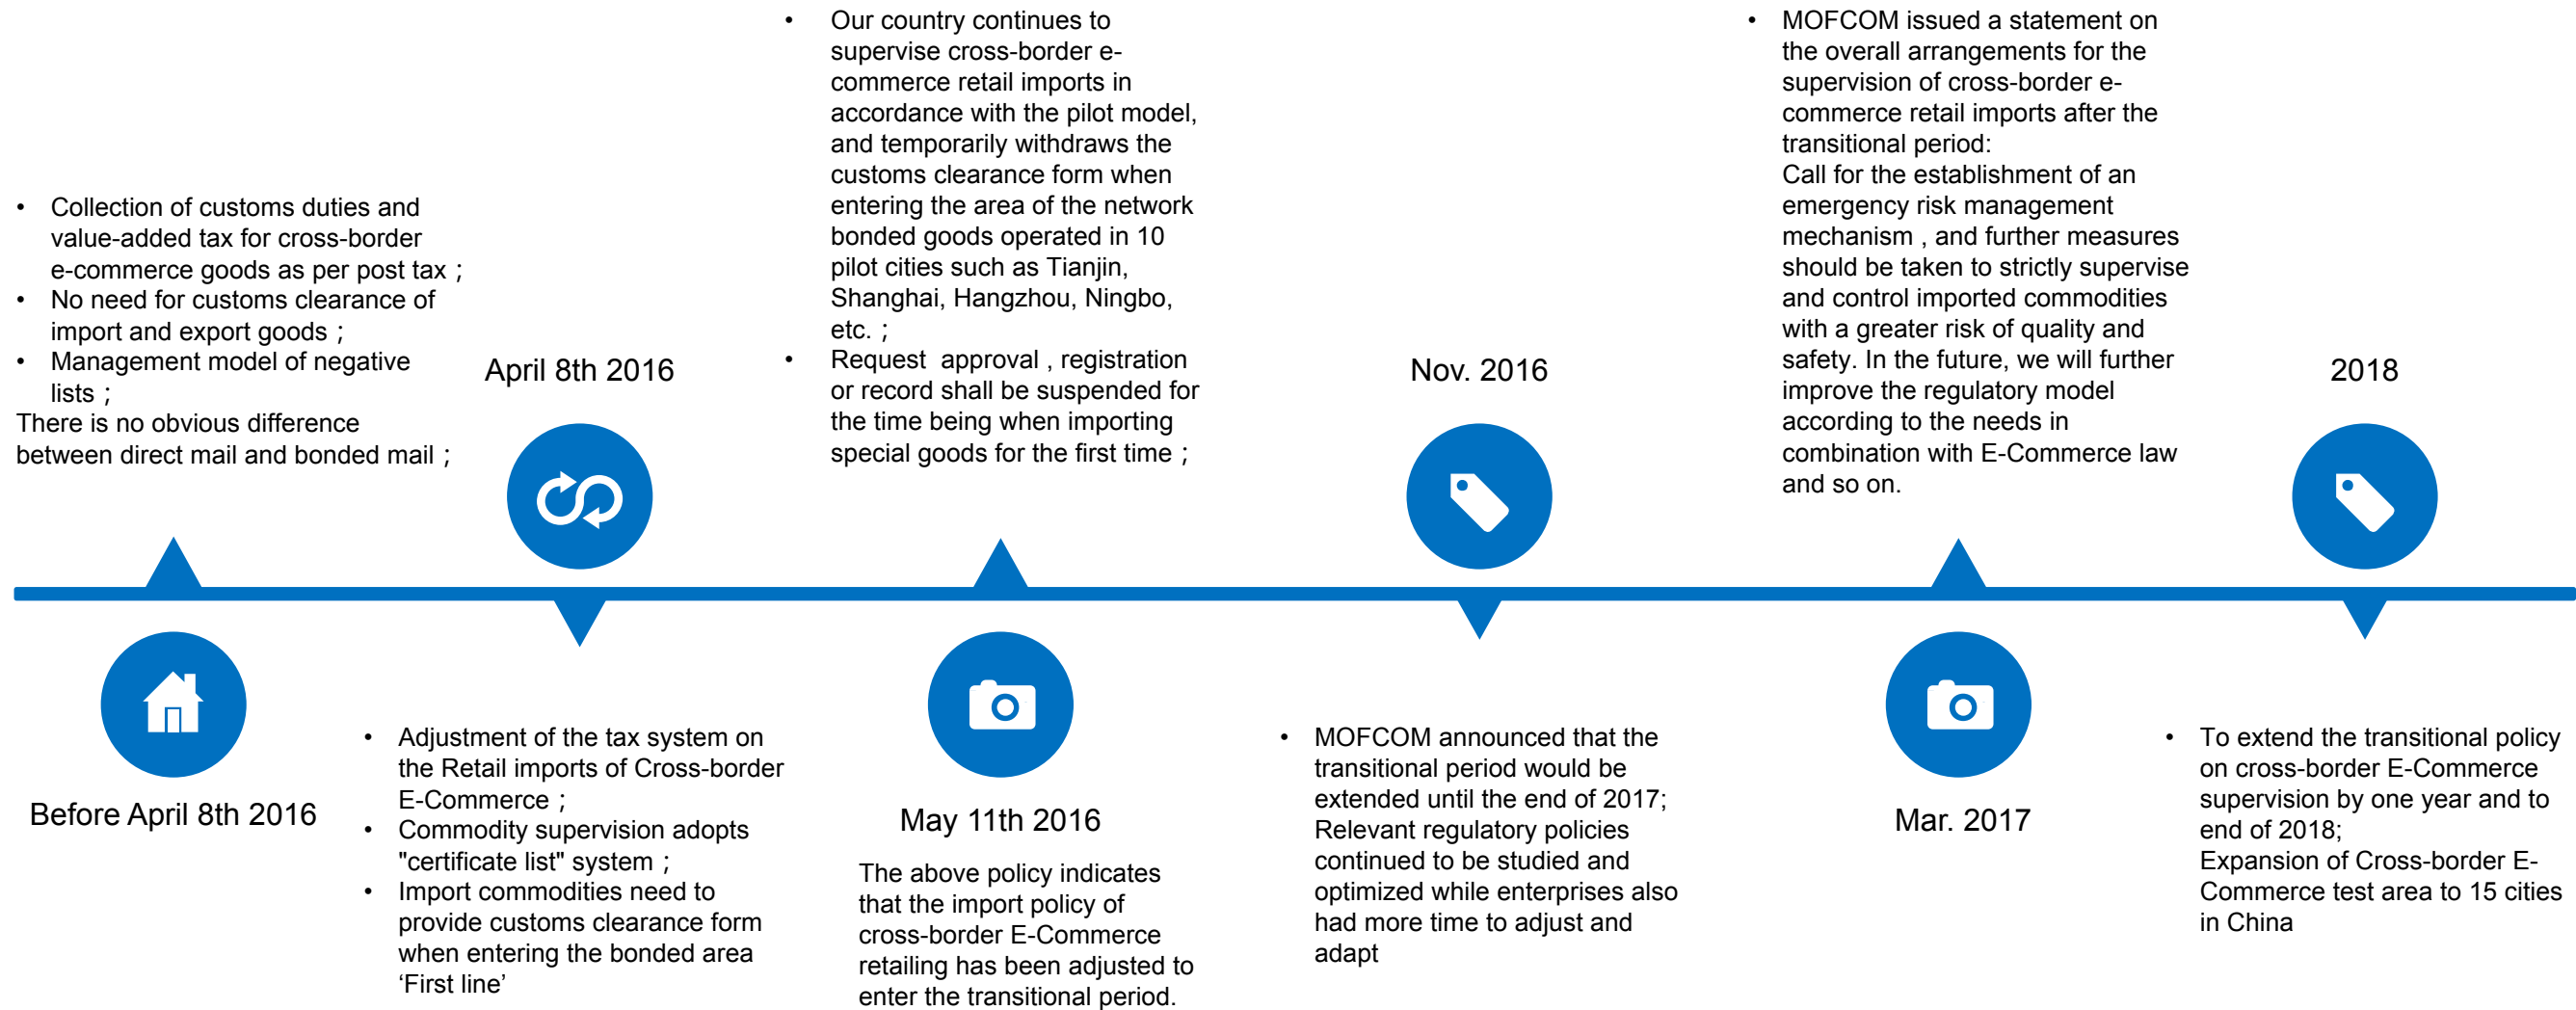 • Collection of customs duties and
value-added tax for cross-border
e-commerce goods as per post tax；
• No need for customs clearance of
import and export goods；
• Management model of negative
lists；
There is no obvious difference
between direct mail and bonded mail；
Before April 8th 2016
April 8th 2016
• Adjustment of the tax system on
the Retail imports of Cross-border
E-Commerce；
• Commodity supervision adopts
"certificate list" system；
• Import commodities need to
provide customs clearance form
when entering the bonded area
‘First line’
• Our country continues to
supervise cross-border e-
commerce retail imports in
accordance with the pilot model,
and temporarily withdraws the
customs clearance form when
entering the area of the network
bonded goods operated in 10
pilot cities such as Tianjin,
Shanghai, Hangzhou, Ningbo,
etc.；
• Request approval , registration
or record shall be suspended for
the time being when importing
special goods for the first time；
May 11th 2016
The above policy indicates
that the import policy of
cross-border E-Commerce
retailing has been adjusted to
enter the transitional period.
Nov. 2016
• MOFCOM announced that the
transitional period would be
extended until the end of 2017;
Relevant regulatory policies
continued to be studied and
optimized while enterprises also
had more time to adjust and
adapt
• MOFCOM issued a statement on
the overall arrangements for the
supervision of cross-border e-
commerce retail imports after the
transitional period:
Call for the establishment of an
emergency risk management
mechanism , and further measures
should be taken to strictly supervise
and control imported commodities
with a greater risk of quality and
safety. In the future, we will further
improve the regulatory model
according to the needs in
combination with E-Commerce law
and so on.
Mar. 2017
2018
• To extend the transitional policy
on cross-border E-Commerce
supervision by one year and to
end of 2018;
Expansion of Cross-border E-
Commerce test area to 15 cities
in China